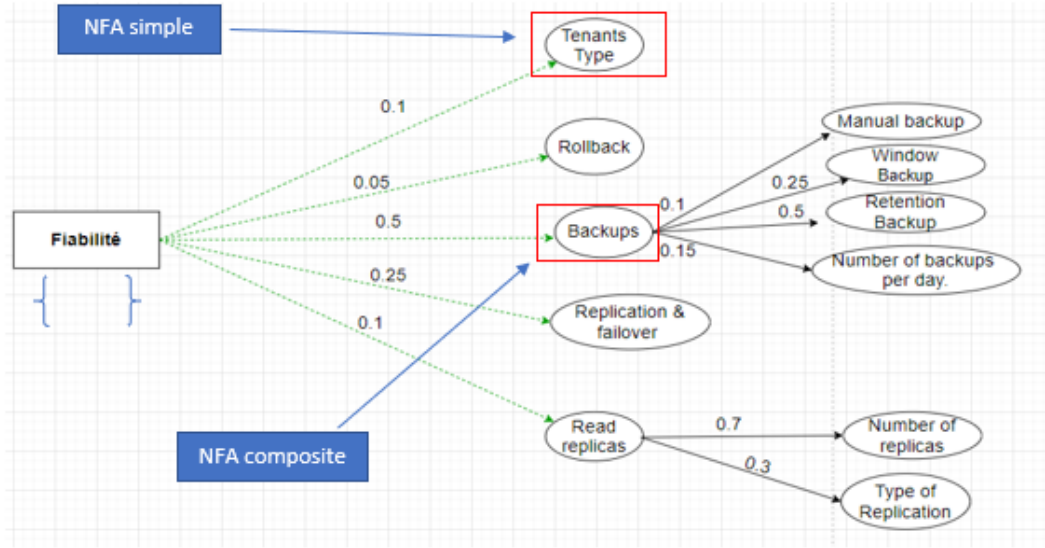 NFA simple
Tenants
Type
0.1
Manual backup
Rollback
Window
Backup
0.05
0.25
0.1
Retention
Backup
0.5
0.5
Fiabilité
Backups
0.15
Number of backups
per day.
0.25
{ }
Replication &
failover
0.1
Read
replicas
0.7
Number of
replicas
NFA composite
0.3
Type of
Replication